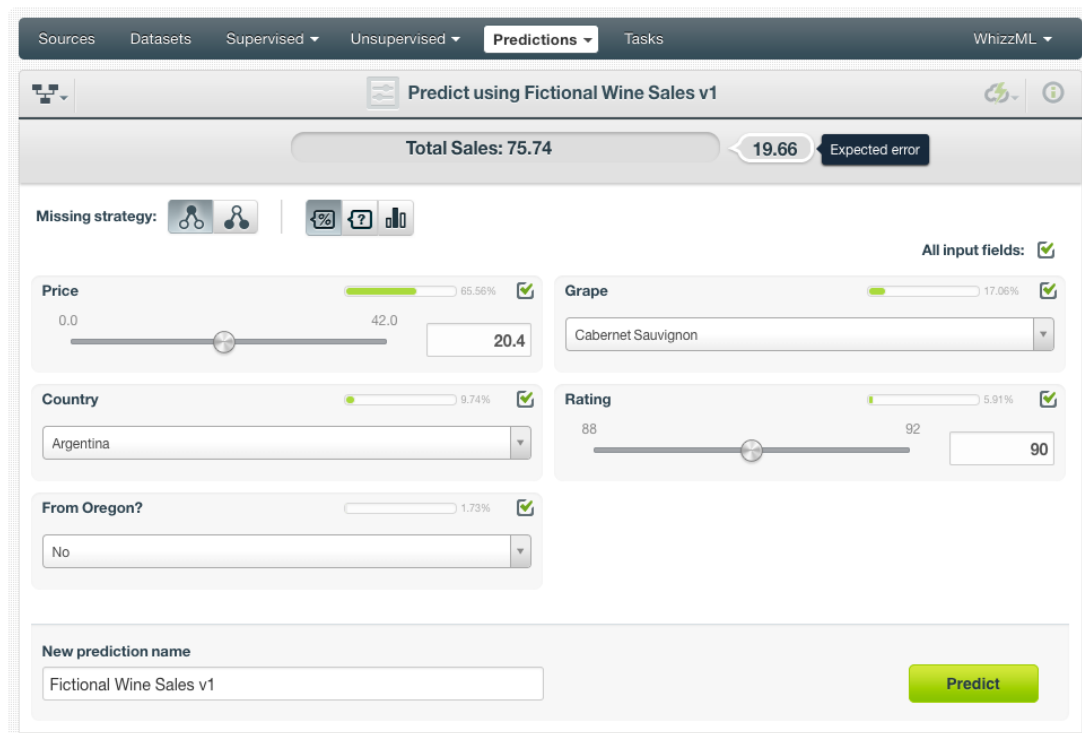 Sources Datasets Supervised Unsupervised Predictions Tasks WhizzML
Predict using Fictional Wine Sales v1
Total Sales: 75.74 19.66 Expected error
Missing strategy: % ?
All input fields:
Price 65.56%
0.0 42.0
20.4
Grape 17.06%
Cabernet Sauvignon
Country 9.74%
Argentina
Rating 5.91%
88 92
90
From Oregon? 1.73%
No
New prediction name
Fictional Wine Sales v1
Predict